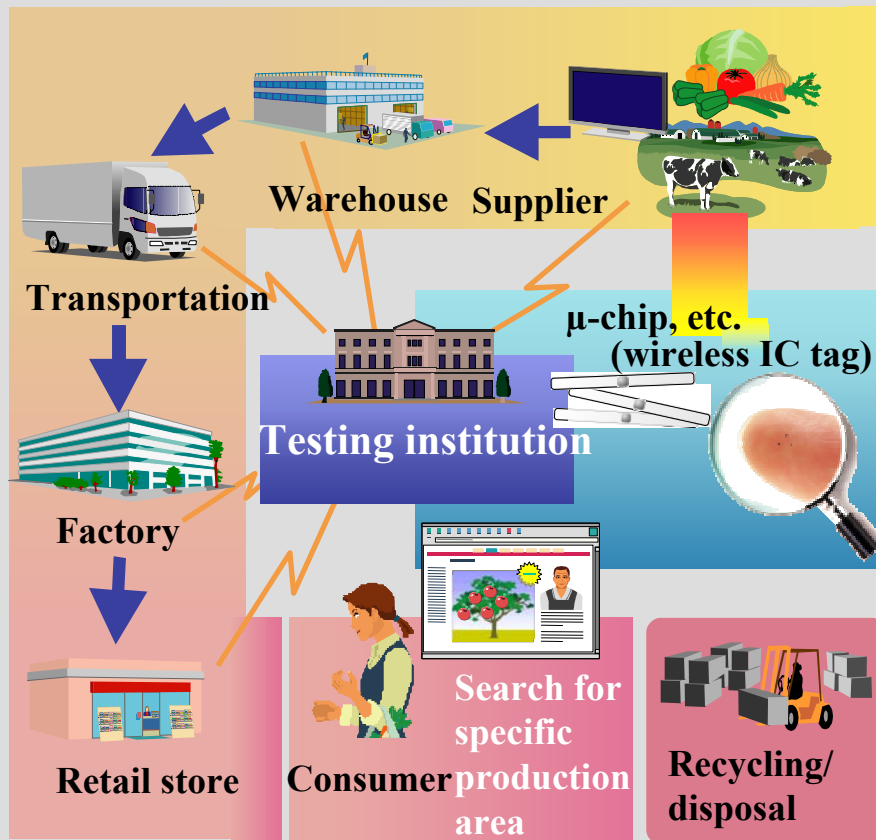 Warehouse
Supplier
Transportation
μ-chip, etc.
(wireless IC tag)
Testing institution
Factory
Retail store
Consumer
Search for
specific
production
area
Recycling/
disposal